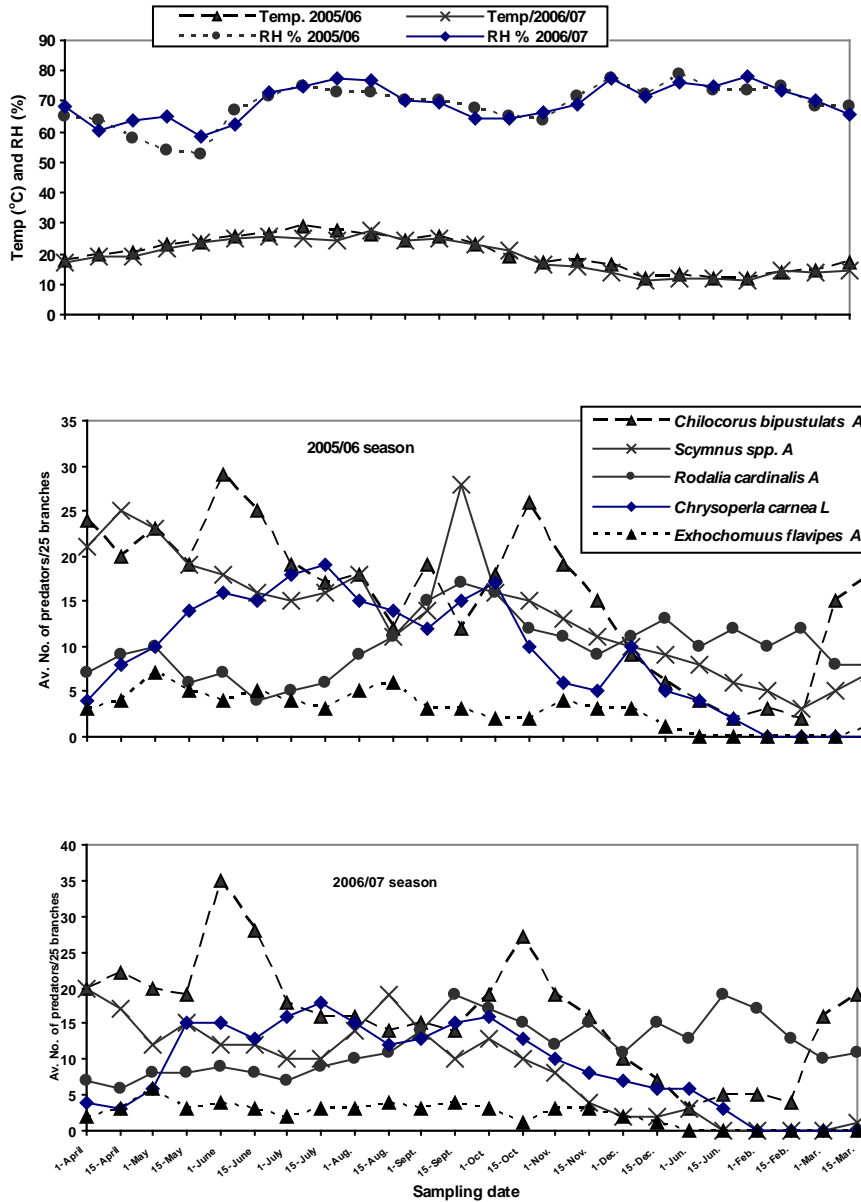 Temp. 2005/06
Temp/2006/07
RH % 2005/06
RH % 2006/07
Temp (°C) and RH (%)
90
80
70
60
50
40
30
20
10
0
2005/06 season
Chilocorus bipustulats A
Scymnus spp. A
Rodalia cardinalis A
Chrysoperla carnea L
Exhochomuus flavipes A
Av. No. of predators/25 branches
35
30
25
20
15
10
5
0
2006/07 season
Av. No. of predators/25 branches
40
35
30
25
20
15
10
5
0
1-April
15-April
1-May
15-May
1-June
15-June
1-July
15-July
1-Aug.
15-Aug.
1-Sept.
15-Sept.
1-Oct
15-Oct
1-Nov.
15-Nov.
1-Dec.
15-Dec.
1-Jun.
15-Jun.
1-Feb.
15-Feb.
1-Mar.
15-Mar.
Sampling date